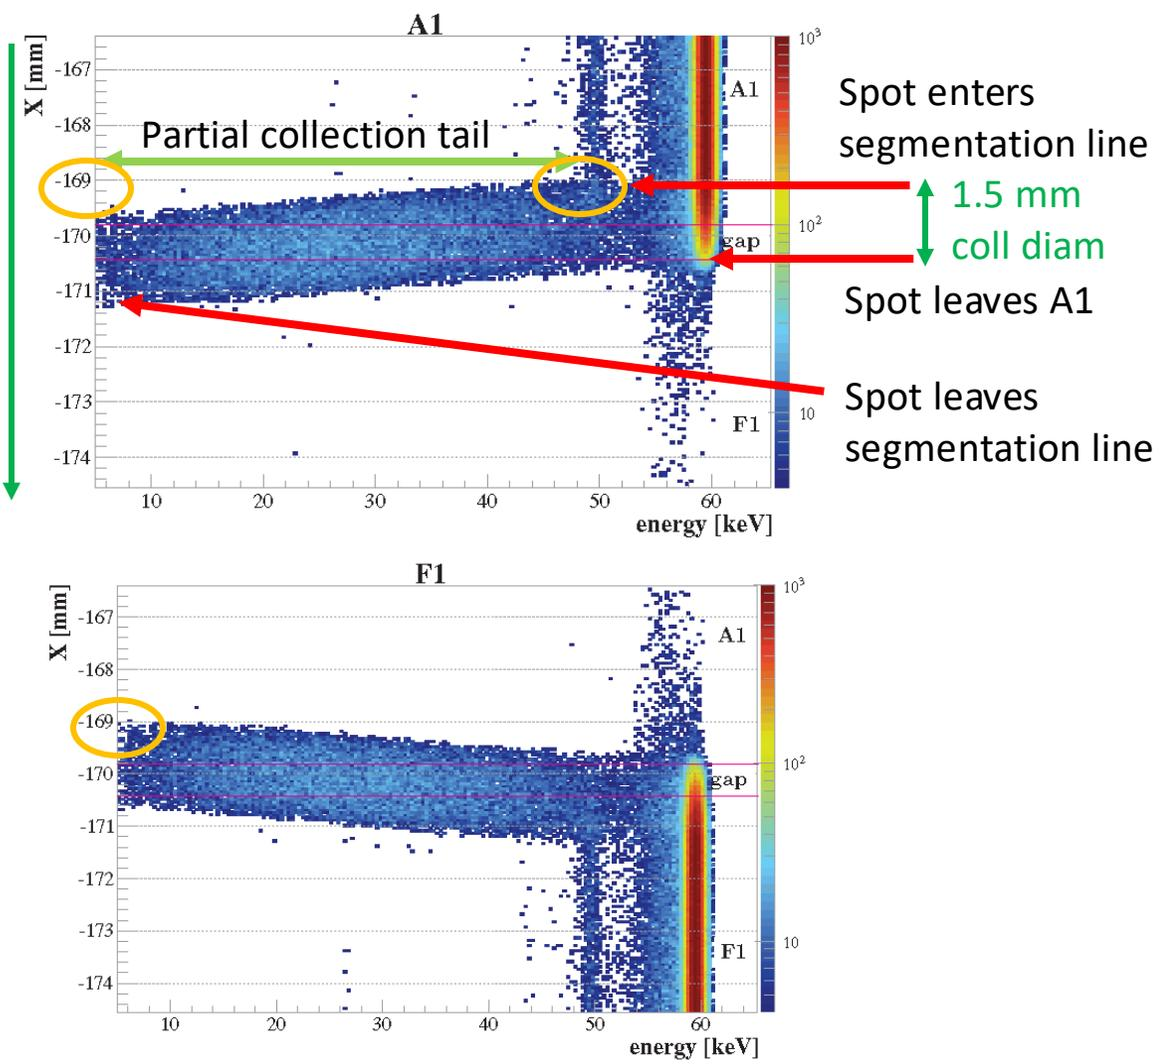 A1
X [mm]
-167
-168
-169
-170
-171
-172
-173
-174
10
20
30
40
50
60
energy [keV]
Partial collection tail
A1
gap
F1
10³
10²
10
Spot enters
segmentation line
1.5 mm
coll diam
Spot leaves A1
Spot leaves
segmentation line
F1
X [mm]
-167
-168
-169
-170
-171
-172
-173
-174
10
20
30
40
50
60
energy [keV]
A1
gap
F1
10³
10²
10